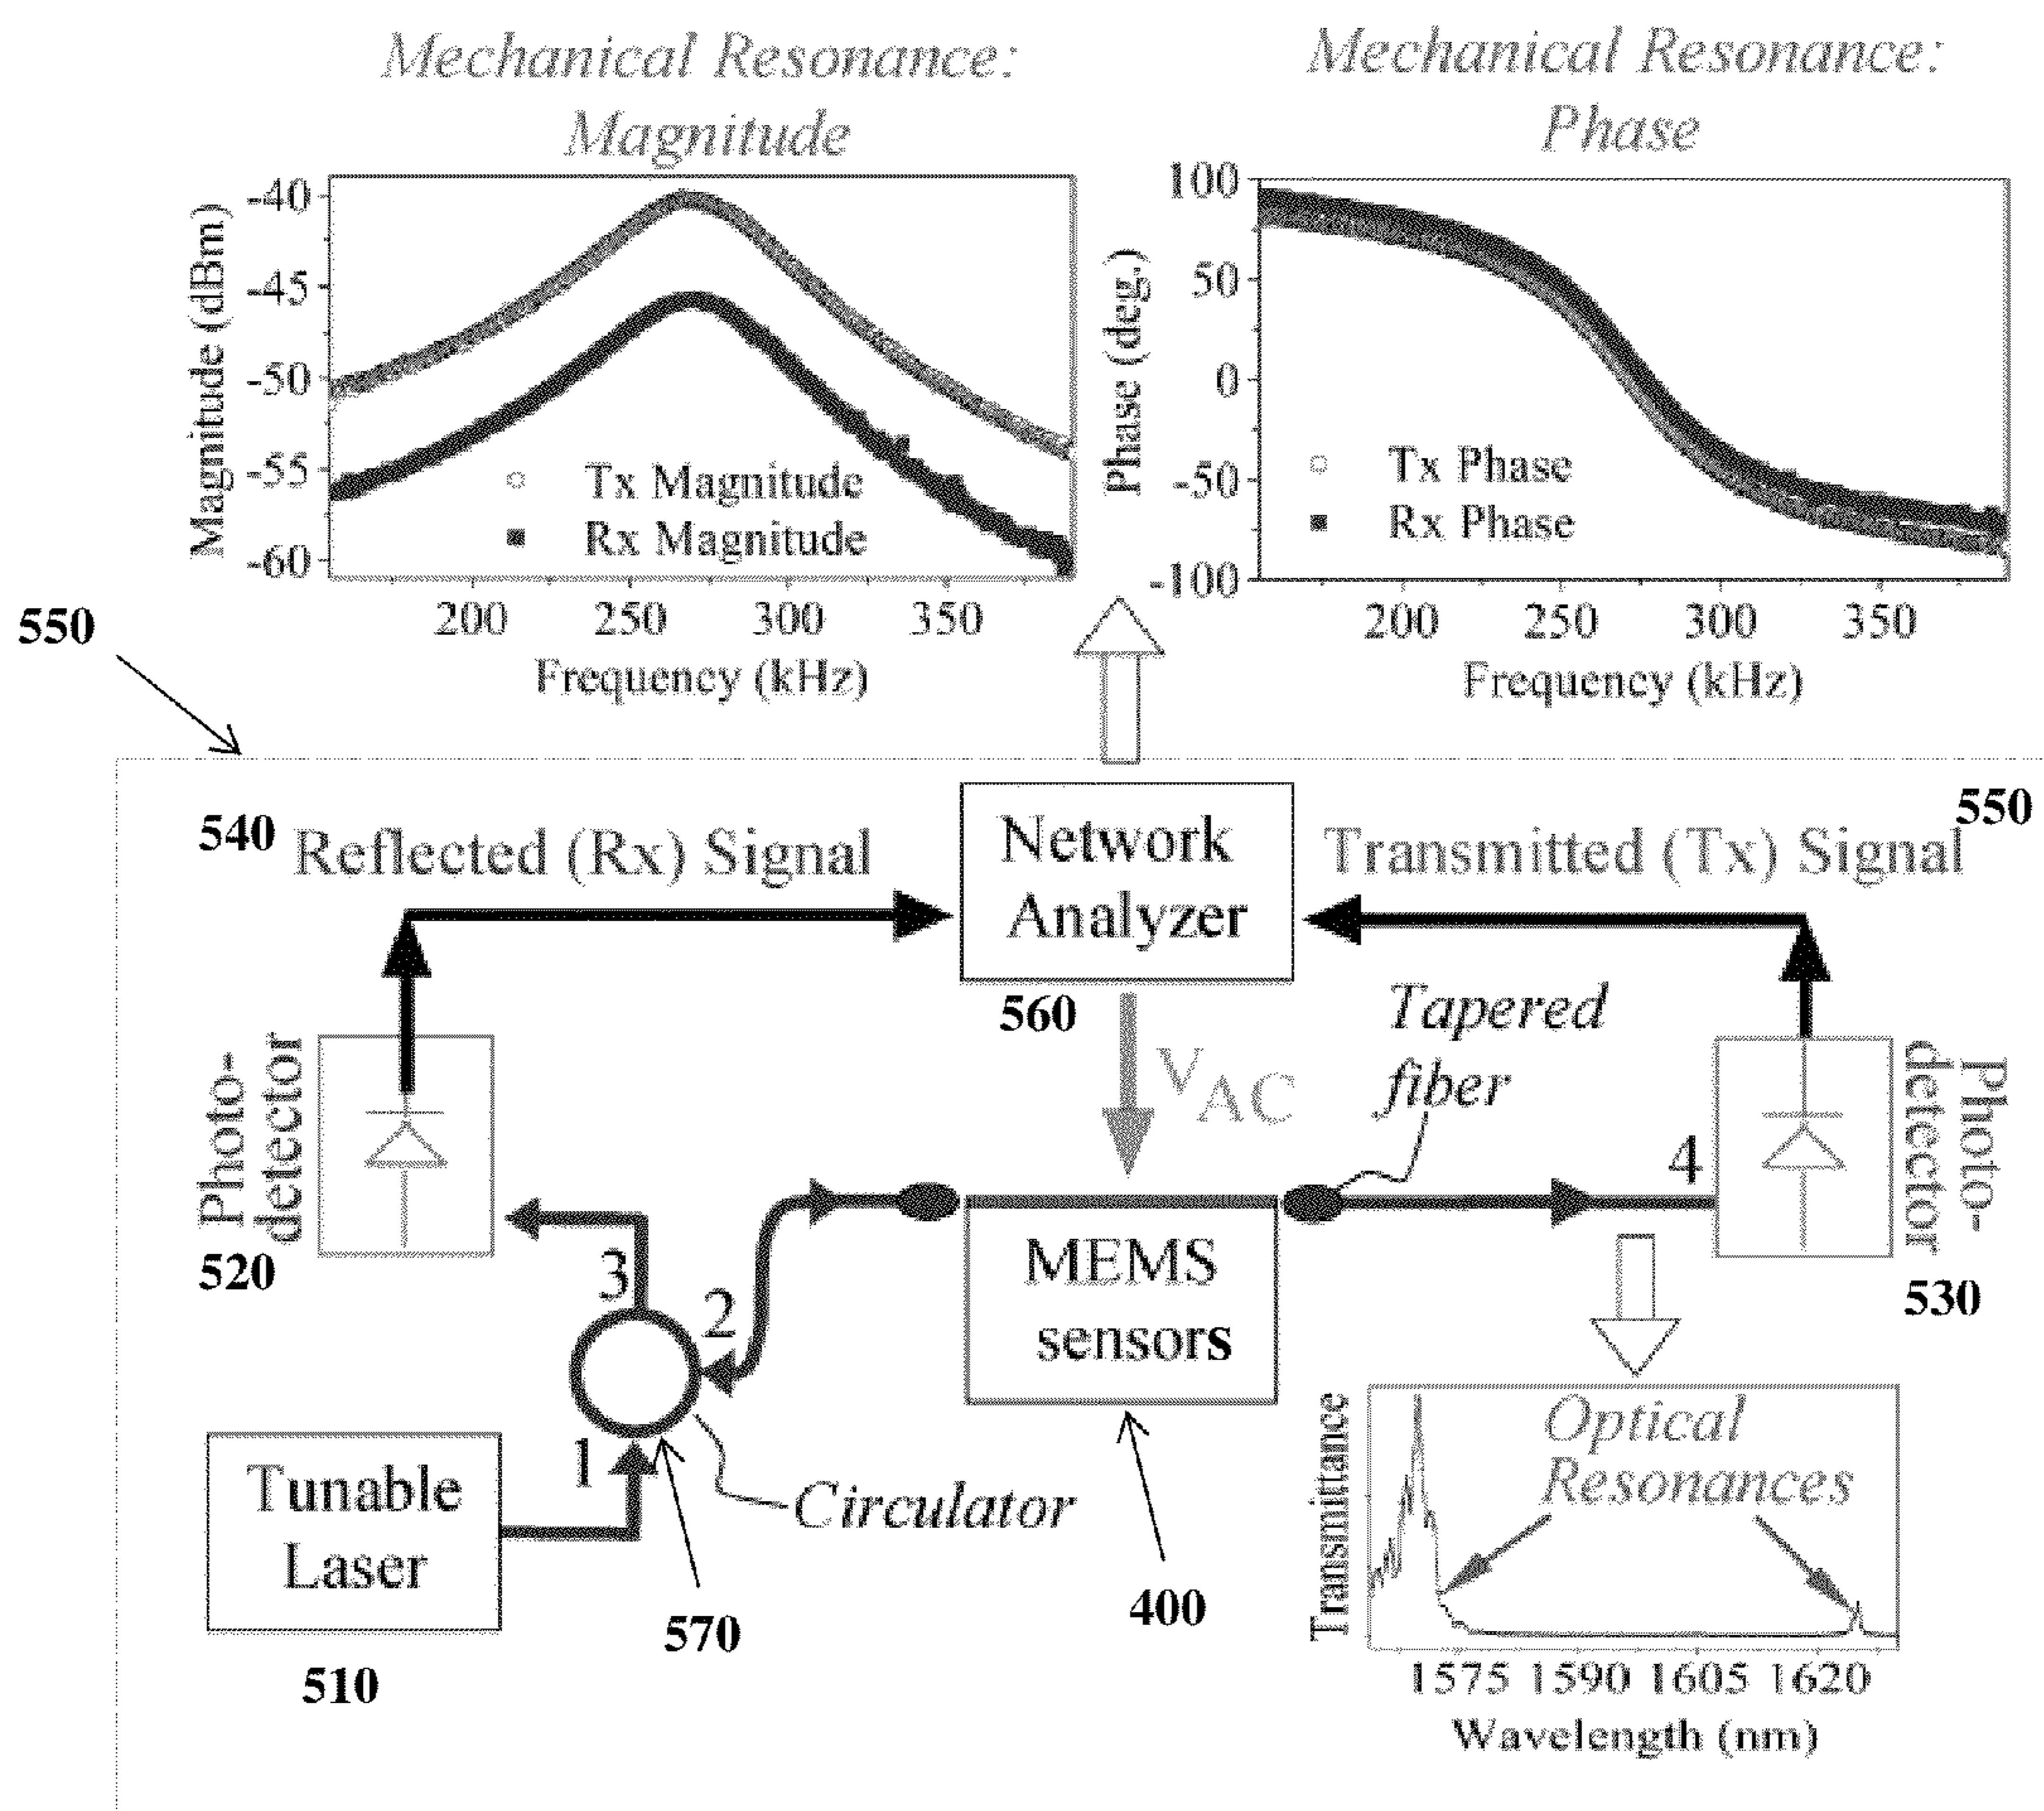 Mechanical Resonance:
Magnitude
Mechanical Resonance:
Phase
Magnitude (dBm)
-40
-45
-50
-55
-60
Tx Magnitude
Rx Magnitude
200 250 300 350
Frequency (kHz)
Phase (deg.)
100
50
0
-50
-100
Tx Phase
Rx Phase
200 250 300 350
Frequency (kHz)
550
540
Reflected (Rx) Signal
Network
Analyzer
560
550
Transmitted (Tx) Signal
Photo-
detector
520
VAC
Tapered
fiber
4
Photo-
detector
530
3
2
1
MEMS
sensors
400
Tunable
Laser
510
Circulator
570
Transmittance
Optical
Resonances
1575 1590 1605 1620
Wavelength (nm)